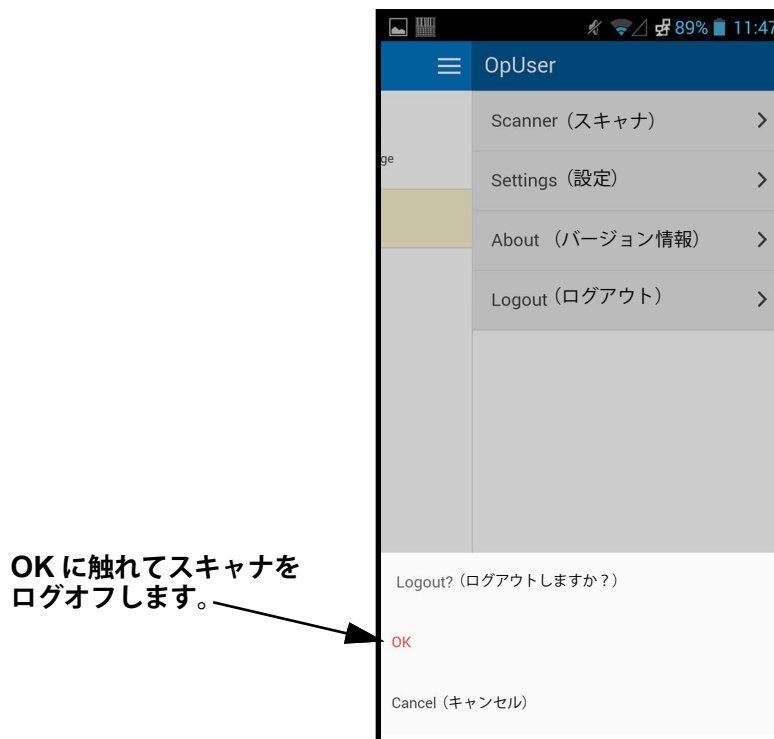 89% 11:47
OpUser
Scanner（スキャナ）
ge
Settings（設定）
About （バージョン情報）
Logout（ログアウト）
OK に触れてスキャナを
ログオフします。
Logout?（ログアウトしますか？）
OK
Cancel（キャンセル）